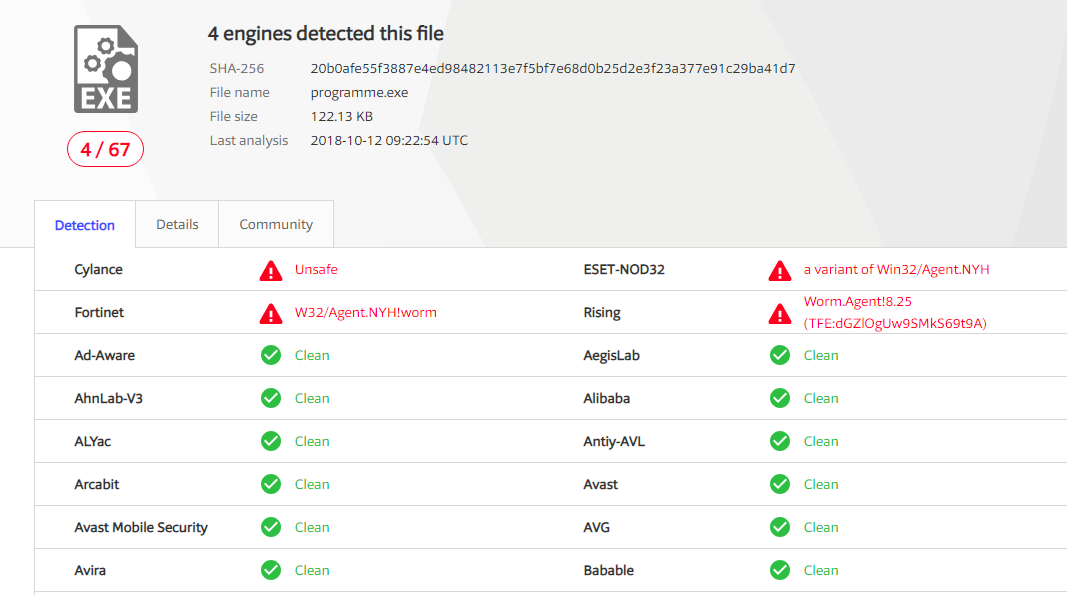 4 engines detected this file
SHA-256 20b0afe55f3887e4ed98482113e7f5bf7e68d0b25d2e3f23a377e91c29ba41d7
File name programme.exe
File size 122.13 KB
Last analysis 2018-10-12 09:22:54 UTC
EXE
4 / 67
Detection Details Community
Cylance Unsafe ESET-NOD32 a variant of Win32/Agent.NYH
Fortinet W32/Agent.NYH!worm Rising Worm.Agent!8.25
(TFE:dGZlOgUw9SMkS69t9A)
Ad-Aware Clean AegisLab Clean
AhnLab-V3 Clean Alibaba Clean
ALYac Clean Antiy-AVL Clean
Arcabit Clean Avast Clean
Avast Mobile Security Clean AVG Clean
Avira Clean Babable Clean